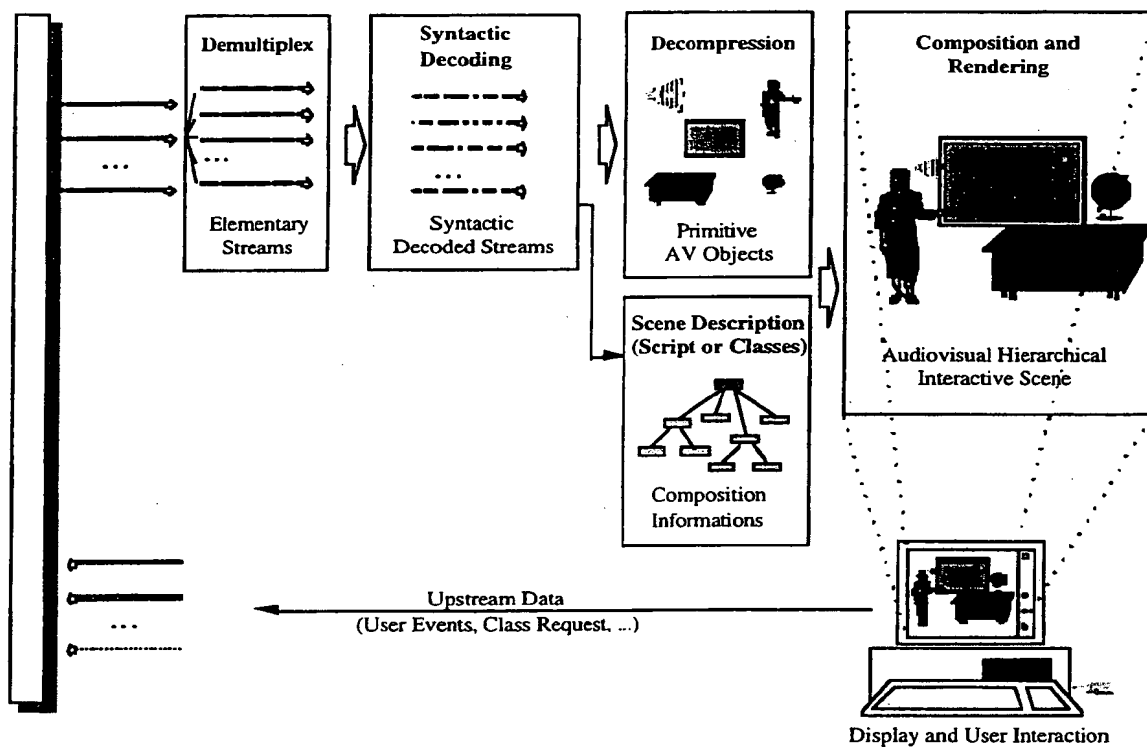 Demultiplex
...
...
Elementary
Streams
Syntactic
Decoding
...
Syntactic
Decoded Streams
Decompression
Primitive
AV Objects
Scene Description
(Script or Classes)
Composition
Informations
Composition and
Rendering
Audiovisual Hierarchical
Interactive Scene
Upstream Data
(User Events, Class Request, ...)
...
Display and User Interaction